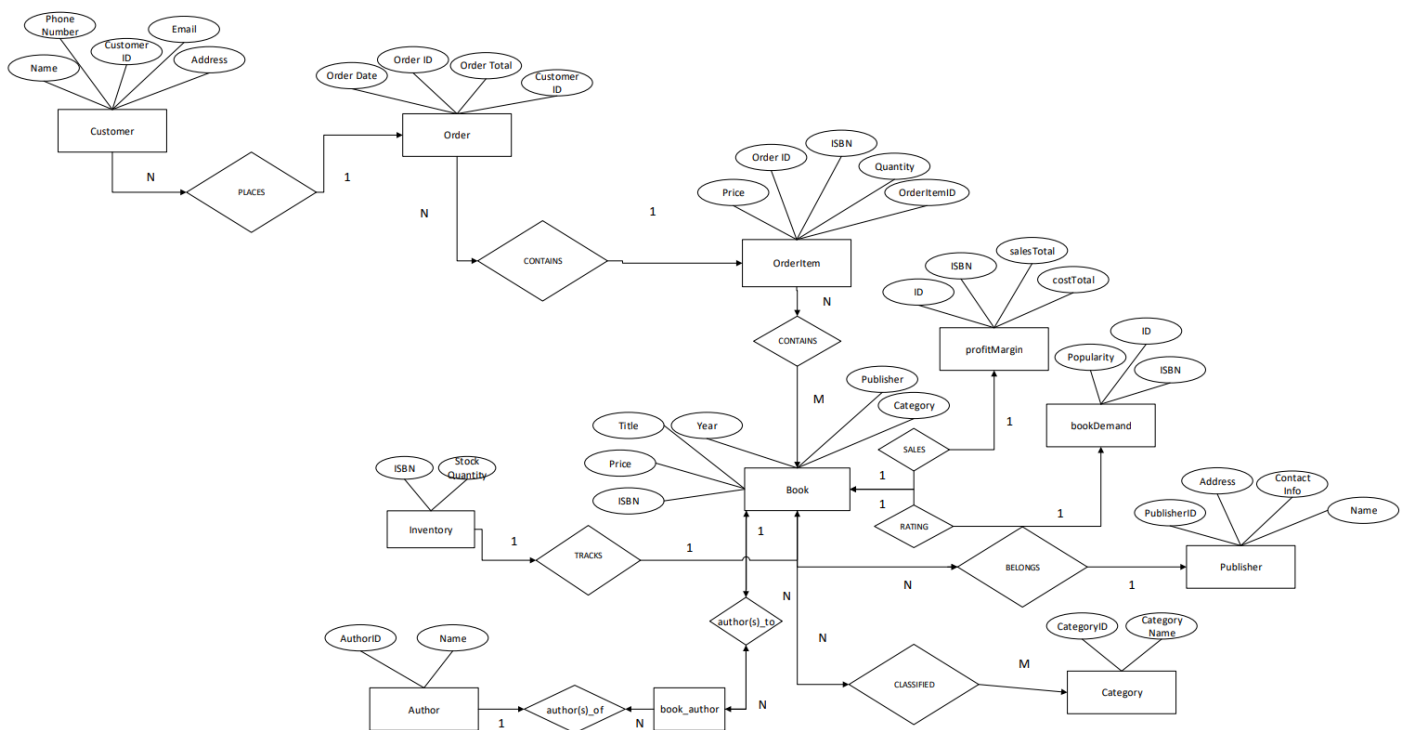 Phone
Number
Email
Customer
ID
Name
Address
Customer
Order Date
Order ID
Order Total
Customer
ID
Order
N
PLACES
1
N
CONTAINS
1
Price
Order ID
ISBN
Quantity
OrderItemID
OrderItem
N
CONTAINS
M
ID
ISBN
salesTotal
costTotal
profitMargin
Popularity
ID
ISBN
bookDemand
Title
Year
Publisher
Category
Price
ISBN
Book
SALES
1
1
1
RATING
1
ISBN
Stock
Quantity
Inventory
1
TRACKS
1
1
PublisherID
Address
Contact
Info
Name
Publisher
N
BELONGS
1
N
author(s)_to
N
AuthorID
Name
Author
1
author(s)_of
N
book_author
N
CLASSIFIED
M
CategoryID
Category
Name
Category